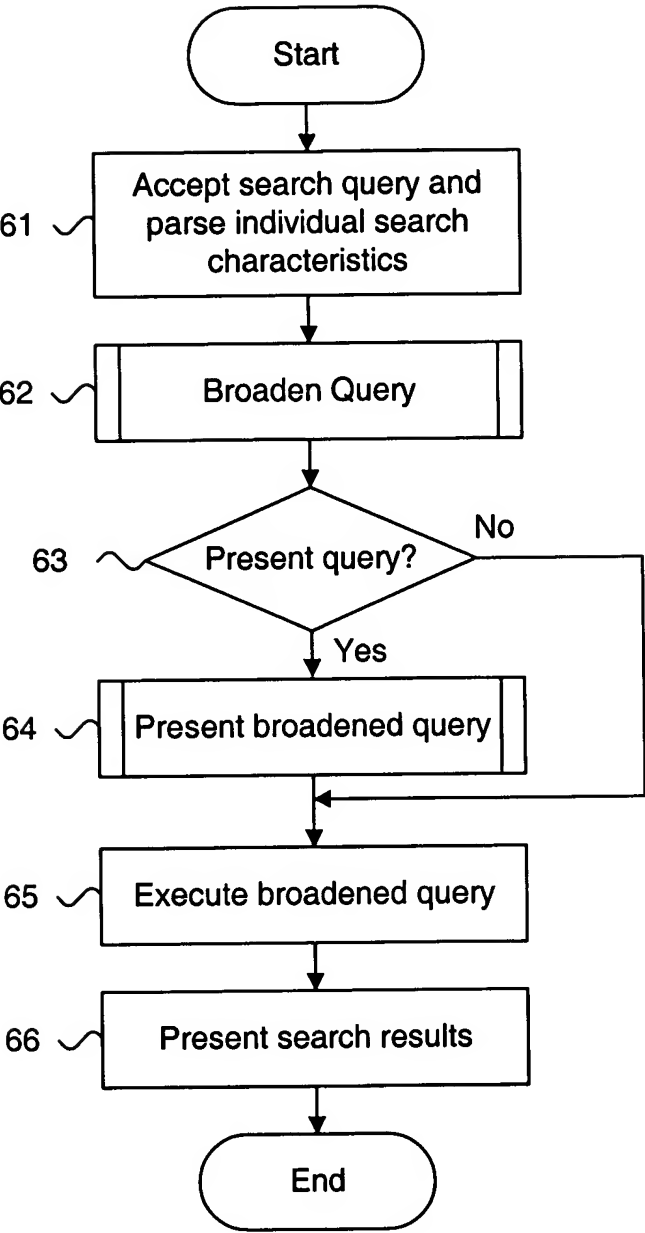 Start
61
Accept search query and
parse individual search
characteristics
62
Broaden Query
63
Present query?
No
Yes
64
Present broadened query
65
Execute broadened query
66
Present search results
End